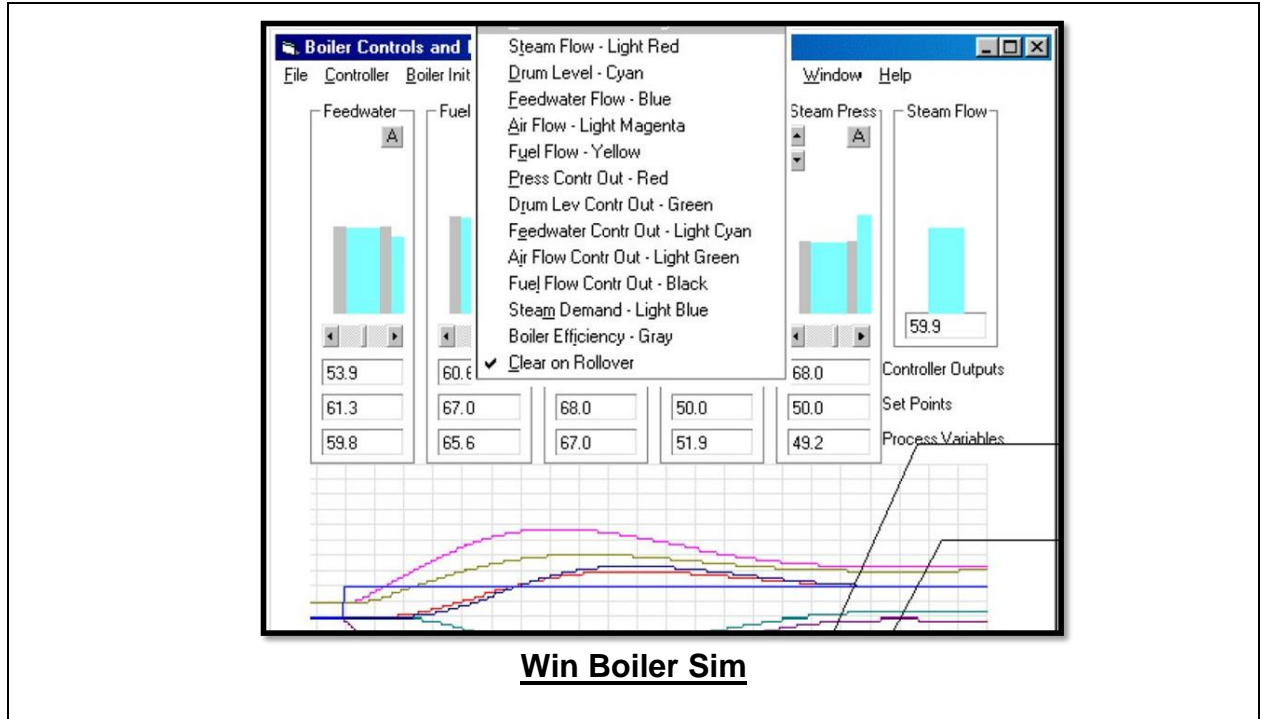 Boiler Controls and
File Controller Boiler Init Window Help
Steam Flow - Light Red
Drum Level - Cyan
Feedwater Flow - Blue
Air Flow - Light Magenta
Fuel Flow - Yellow
Press Contr Out - Red
Drum Lev Contr Out - Green
Feedwater Contr Out - Light Cyan
Air Flow Contr Out - Light Green
Fuel Flow Contr Out - Black
Steam Demand - Light Blue
Boiler Efficiency - Gray
✔ Clear on Rollover
Feedwater Fuel Steam Press Steam Flow
A A
59.9
53.9 60.6 68.0 Controller Outputs
61.3 67.0 68.0 50.0 50.0 Set Points
59.8 65.6 67.0 51.9 49.2 Process Variables
Win Boiler Sim